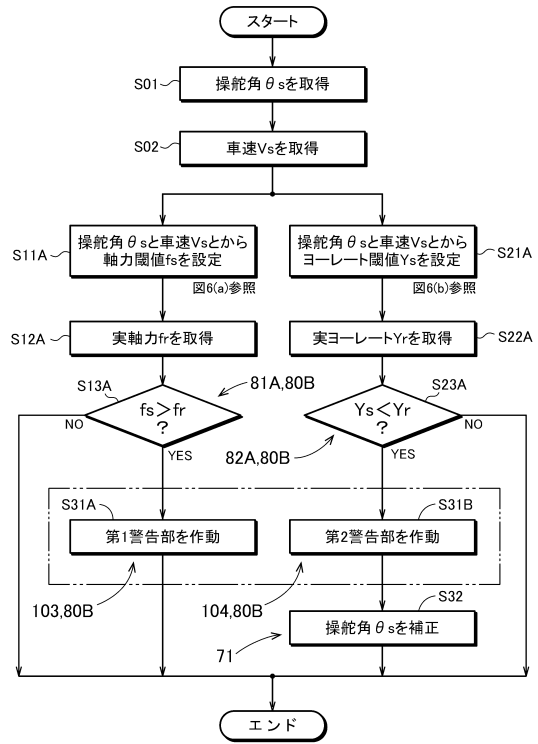 スタート
S01
操舵角θsを取得
S02
車速Vsを取得
S11A
操舵角θsと車速Vsとから
軸力閾値fsを設定
図6(a)参照
操舵角θsと車速Vsとから
ヨーレート閾値Ysを設定
S21A
図6(b)参照
S12A
実軸力frを取得
実ヨーレートYrを取得
S22A
S13A
fs>fr
?
NO
YES
81A,80B
S23A
Ys<Yr
?
NO
YES
82A,80B
S31A
第1警告部を作動
S31B
第2警告部を作動
103,80B
104,80B
S32
操舵角θsを補正
71
エンド